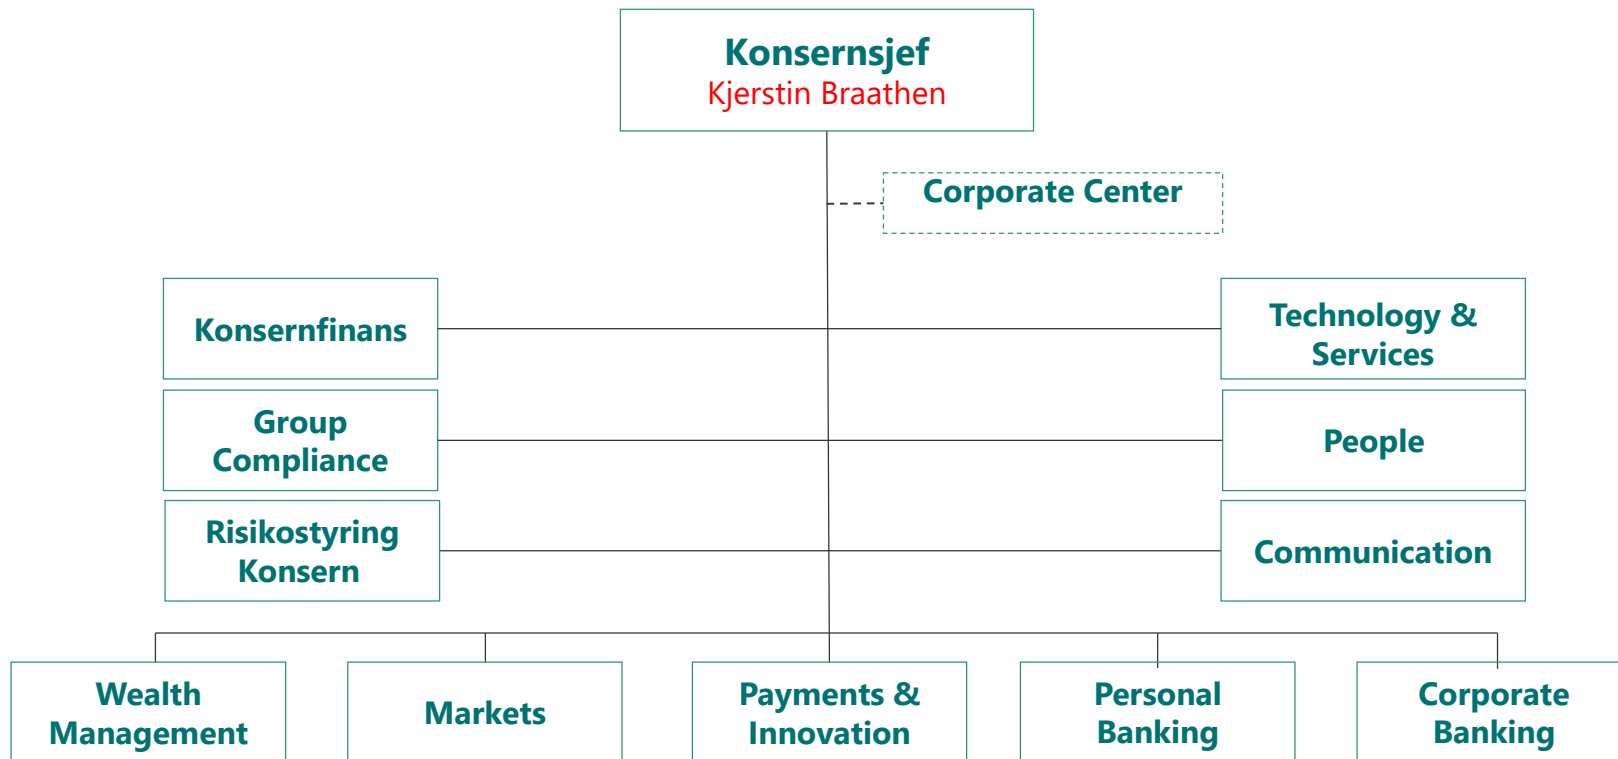 Konsernsjef
Kjerstin Braathen
Corporate Center
Konsernfinans
Technology &
Services
Group
Compliance
People
Risikostyring
Konsern
Communication
Wealth
Management
Markets
Payments &
Innovation
Personal
Banking
Corporate
Banking